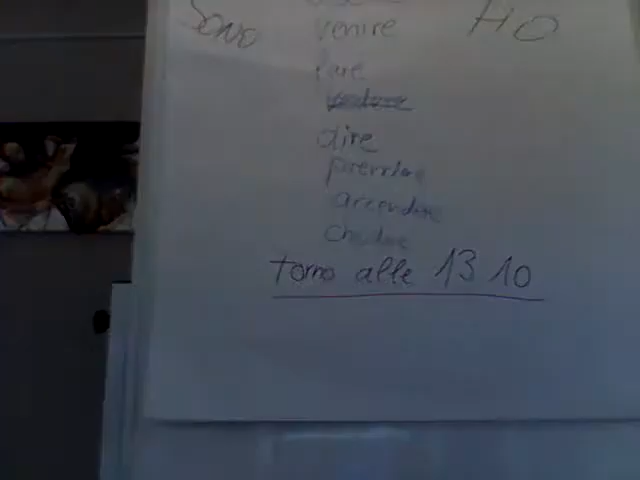 Sono venire HO
fare
dire
prendere
accendere
chiudere
torno alle 13 10